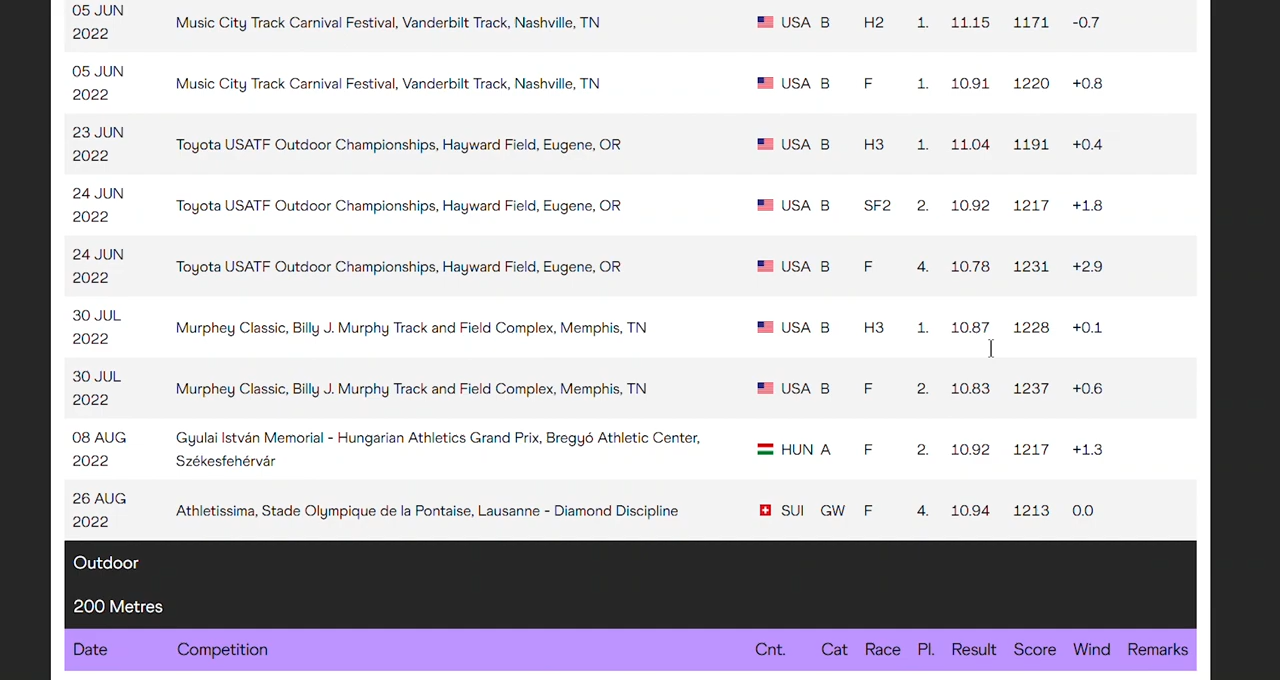 05 JUN
2022
Music City Track Carnival Festival, Vanderbilt Track, Nashville, TN USA B H2 1. 11.15 1171 -0.7
05 JUN
2022
Music City Track Carnival Festival, Vanderbilt Track, Nashville, TN USA B F 1. 10.91 1220 +0.8
23 JUN
2022
Toyota USATF Outdoor Championships, Hayward Field, Eugene, OR USA B H3 1. 11.04 1191 +0.4
24 JUN
2022
Toyota USATF Outdoor Championships, Hayward Field, Eugene, OR USA B SF2 2. 10.92 1217 +1.8
24 JUN
2022
Toyota USATF Outdoor Championships, Hayward Field, Eugene, OR USA B F 4. 10.78 1231 +2.9
30 JUL
2022
Murphey Classic, Billy J. Murphy Track and Field Complex, Memphis, TN USA B H3 1. 10.87 1228 +0.1
30 JUL
2022
Murphey Classic, Billy J. Murphy Track and Field Complex, Memphis, TN USA B F 2. 10.83 1237 +0.6
08 AUG
2022
Gyulai István Memorial - Hungarian Athletics Grand Prix, Bregyó Athletic Center,
Székesfehérvár
HUN A F 2. 10.92 1217 +1.3
26 AUG
2022
Athletissima, Stade Olympique de la Pontaise, Lausanne - Diamond Discipline SUI GW F 4. 10.94 1213 0.0
Outdoor
200 Metres
Date Competition Cnt. Cat Race Pl. Result Score Wind Remarks